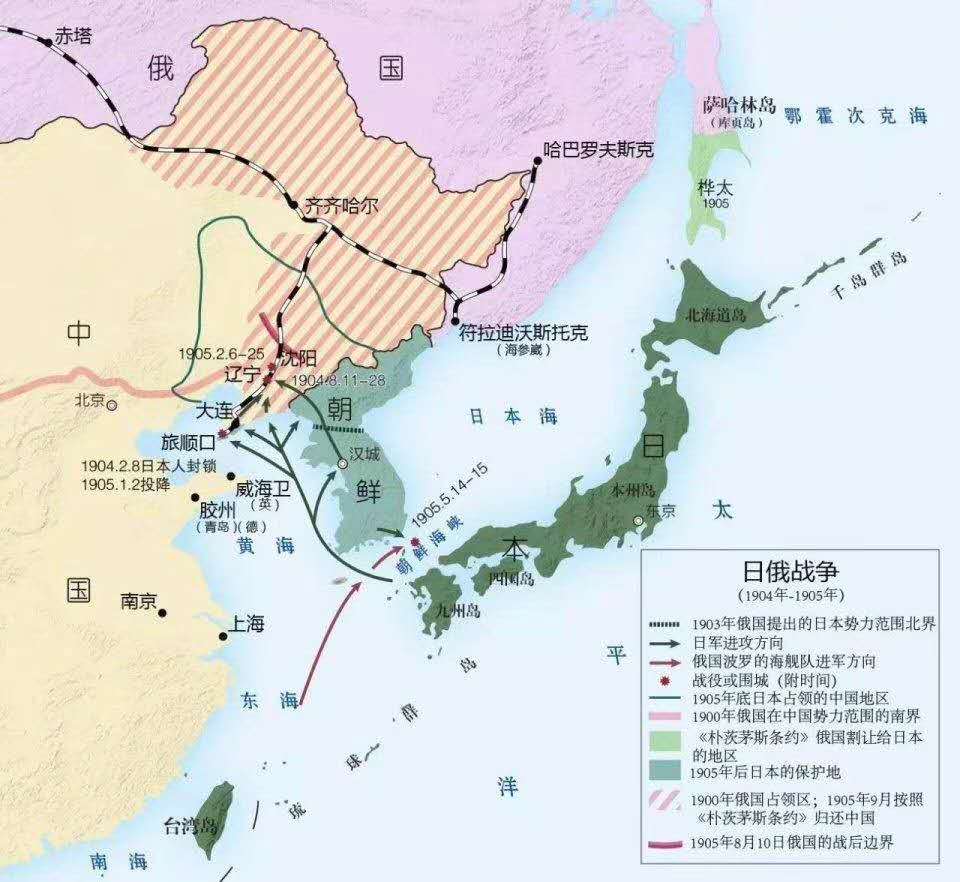 赤塔
俄 国
萨哈林岛
（库页岛）
鄂霍次克海
哈巴罗夫斯克
桦太
1905
齐齐哈尔
千岛群岛
北海道岛
符拉迪沃斯托克
（海参崴）
中
1905.2.6-25
沈阳
辽宁
1904.8.11-28
北京
大连
朝
日本海
旅顺口
汉城
日
1904.2.8日本人封锁
1905.1.2投降
威海卫
（英）
鲜
1905.5.14-15
本州岛
东京
胶州
（青岛）（德）
黄海
朝鲜海峡
本
太
四国岛
九州岛
国
南京
上海
平
东海
琉球群岛
洋
台湾岛
南海
日俄战争
（1904年-1905年）
1903年俄国提出的日本势力范围北界
日军进攻方向
俄国波罗的海舰队进军方向
战役或围城（附时间）
1905年底日本占领的中国地区
1900年俄国在中国势力范围的南界
《朴茨茅斯条约》俄国割让给日本
的地区
1905年后日本的保护地
1900年俄国占领区；1905年9月按照
《朴茨茅斯条约》归还中国
1905年8月10日俄国的战后边界